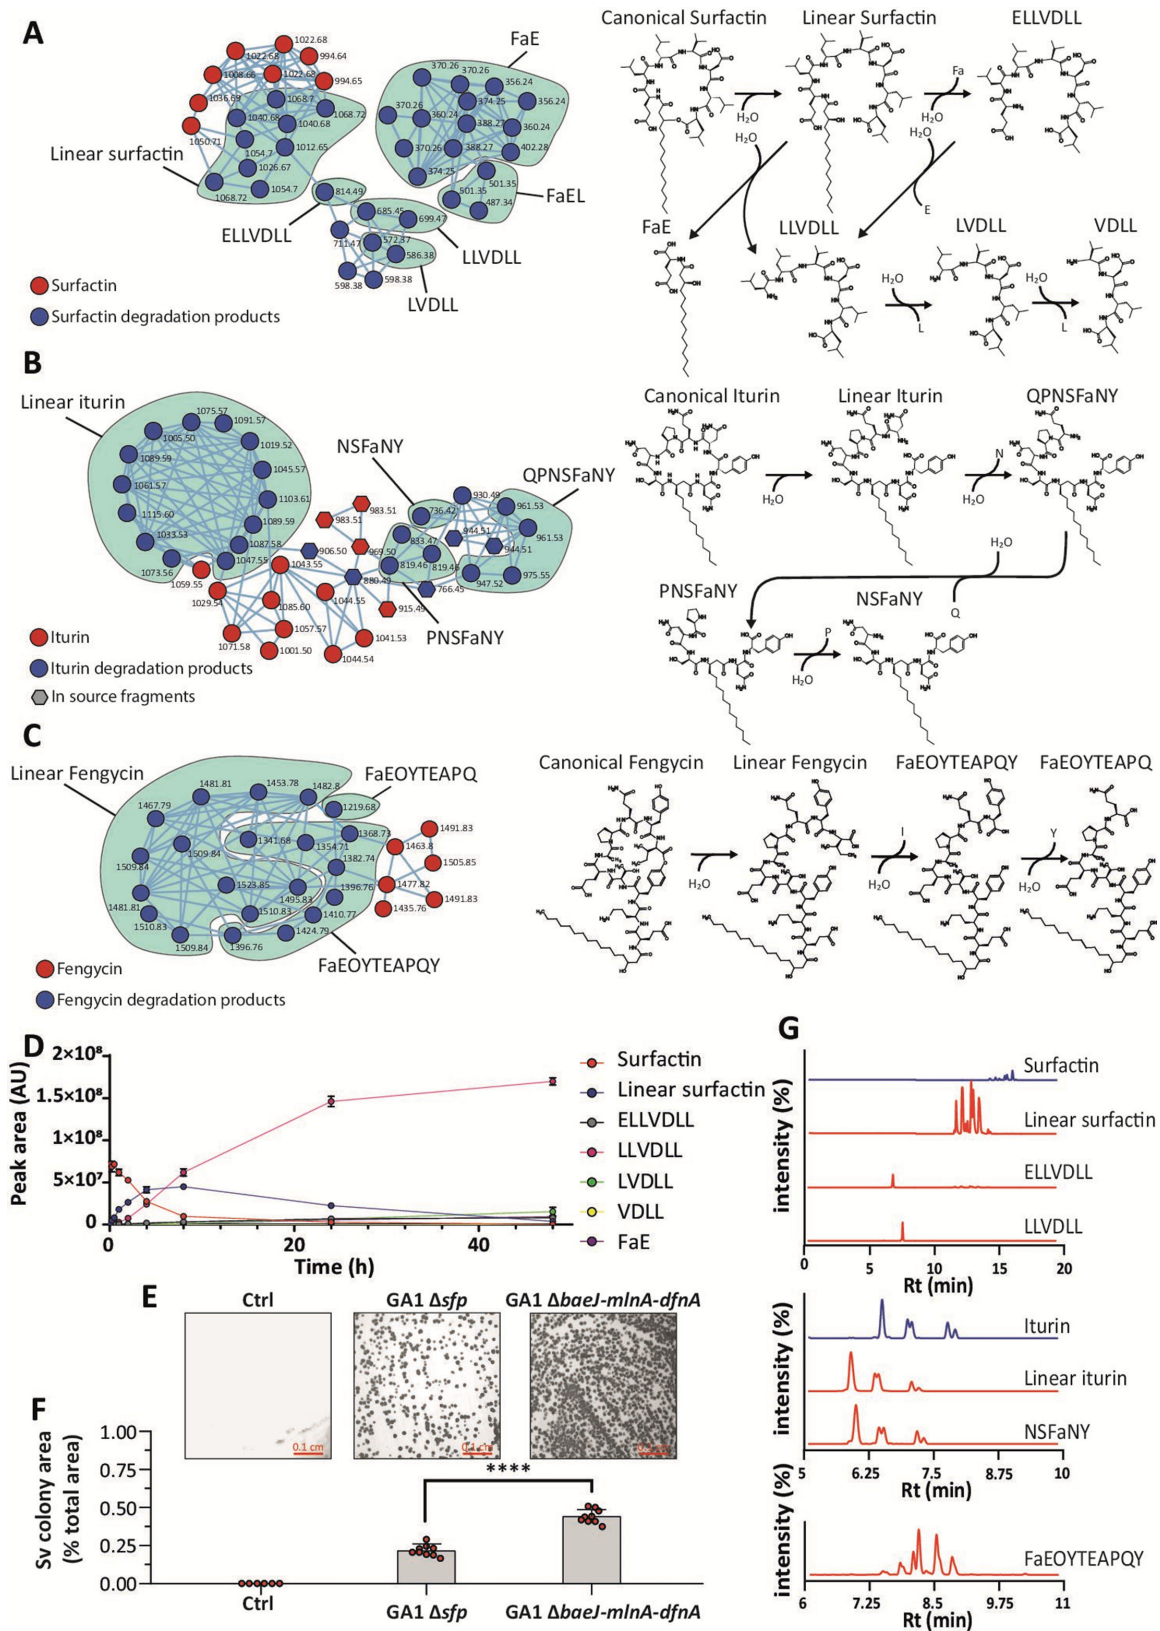 A
1022.68
1022.68
994.64
1008.66
1022.68
994.65
1036.69
1068.7
1068.72
1040.68
1040.68
1050.71
1054.7
1012.65
1026.67
1068.72
1054.7
Linear surfactin
FaE
370.26
370.26
356.24
374.25
356.24
370.26
360.24
388.27
360.24
370.26
388.27
402.28
374.25
501.35
501.35
487.34
FaEL
814.49
685.45
699.47
711.47
572.37
586.38
598.38
598.38
ELLVDLL
LLVDLL
LVDLL
Surfactin
Surfactin degradation products
Canonical Surfactin
Linear Surfactin
ELLVDLL
H₂O
Fa
H₂O
H₂O
H₂O
E
FaE
LLVDLL
LVDLL
VDLL
H₂O
L
H₂O
L
B
Linear iturin
1075.57
1091.57
1005.50
1019.52
1089.59
1045.57
1061.57
1103.61
1115.60
1089.59
1033.53
1087.58
1073.56
1047.55
1059.55
1029.54
1043.55
1085.60
1044.55
1057.57
1071.58
1001.50
1041.53
1044.54
983.51
983.51
906.50
969.50
880.49
915.49
NSFaNY
QPNSFaNY
736.42
930.49
961.53
944.51
961.53
944.51
833.47
819.46
819.46
947.52
975.55
766.45
PNSFaNY
Iturin
Iturin degradation products
In source fragments
Canonical Iturin
Linear Iturin
QPNSFaNY
H₂O
N
H₂O
H₂O
Q
PNSFaNY
NSFaNY
P
H₂O
C
Linear Fengycin
FaEOYTEAPQ
1481.81
1453.78
1482.8
1219.68
1467.79
1368.73
1491.83
1509.84
1341.68
1354.71
1463.8
1509.84
1382.74
1505.85
1523.85
1495.83
1396.76
1477.82
1481.81
1491.83
1510.83
1510.83
1410.77
1435.76
1509.84
1396.76
1424.79
FaEOYTEAPQY
Fengycin
Fengycin degradation products
Canonical Fengycin
Linear Fengycin
FaEOYTEAPQY
FaEOYTEAPQ
H₂O
I
H₂O
Y
H₂O
D
Peak area (AU)
2×10⁸
1.5×10⁸
1×10⁸
5×10⁷
0
0
20
40
Time (h)
Surfactin
Linear surfactin
ELLVDLL
LLVDLL
LVDLL
VDLL
FaE
E
Ctrl
GA1 Δsfp
GA1 ΔbaeJ-mlnA-dfnA
0.1 cm
0.1 cm
F
Sv colony area
(% total area)
1.00
0.75
0.50
0.25
0.00
****
Ctrl
GA1 Δsfp
GA1 ΔbaeJ-mlnA-dfnA
G
intensity (%)
Surfactin
Linear surfactin
ELLVDLL
LLVDLL
0
5
10
15
20
Rt (min)
intensity (%)
Iturin
Linear iturin
NSFaNY
5
6.25
7.5
8.75
10
Rt (min)
intensity (%)
FaEOYTEAPQY
6
7.25
8.5
9.75
11
Rt (min)